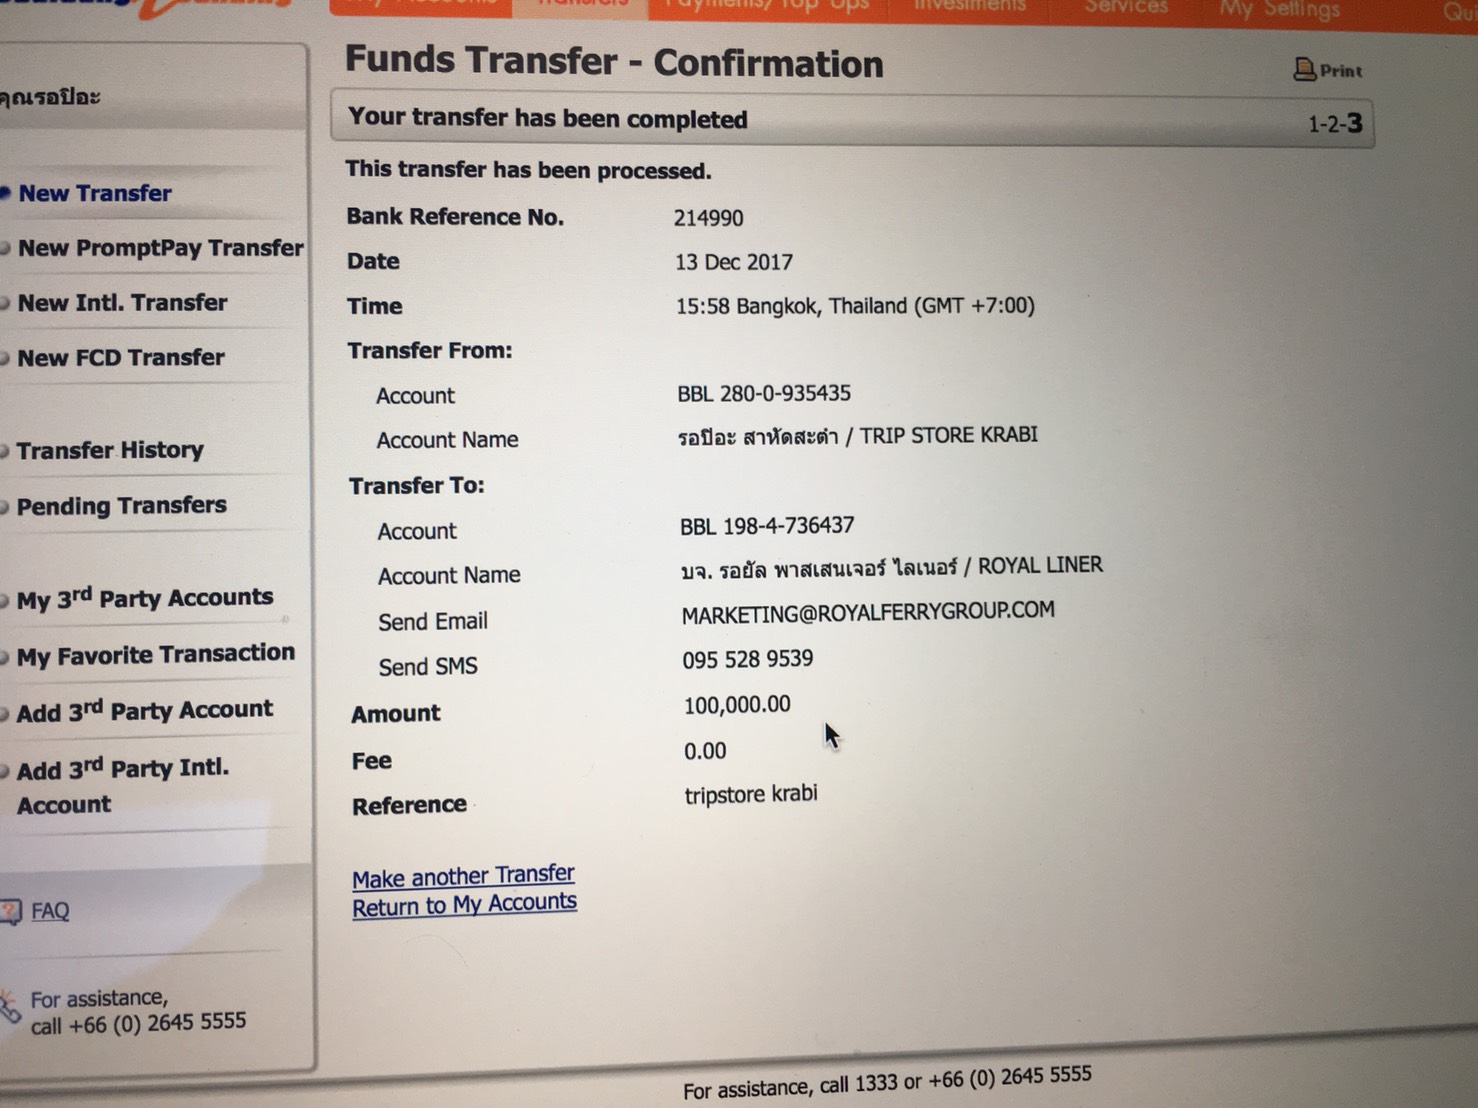 My Accounts Transfers Payments/Top Ups Investments Services My Settings
Funds Transfer - Confirmation
Print
คุณรอปีอะ
Your transfer has been completed
1-2-3
This transfer has been processed.
New Transfer
Bank Reference No. 214990
New PromptPay Transfer
Date 13 Dec 2017
New Intl. Transfer
Time 15:58 Bangkok, Thailand (GMT +7:00)
New FCD Transfer
Transfer From:
Account BBL 280-0-935435
Transfer History
Account Name รอปีอะ สาหัดสะตำ / TRIP STORE KRABI
Pending Transfers
Transfer To:
Account BBL 198-4-736437
My 3rd Party Accounts
Account Name บจ. รอยัล พาสเสนเจอร์ ไลเนอร์ / ROYAL LINER
Send Email MARKETING@ROYALFERRYGROUP.COM
My Favorite Transaction
Send SMS 095 528 9539
Add 3rd Party Account
Amount 100,000.00
Add 3rd Party Intl.
Account
Fee 0.00
Reference tripstore krabi
Make another Transfer
Return to My Accounts
FAQ
For assistance,
call +66 (0) 2645 5555
For assistance, call 1333 or +66 (0) 2645 5555